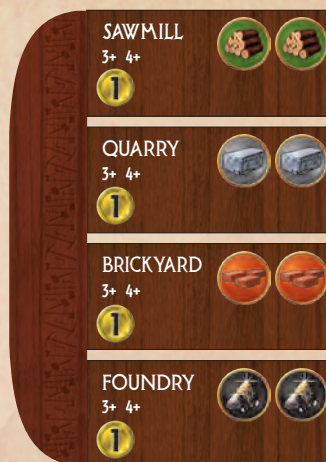 SAWMILL
3+ 4+
1
QUARRY
3+ 4+
1
BRICKYARD
3+ 4+
1
FOUNDRY
3+ 4+
1